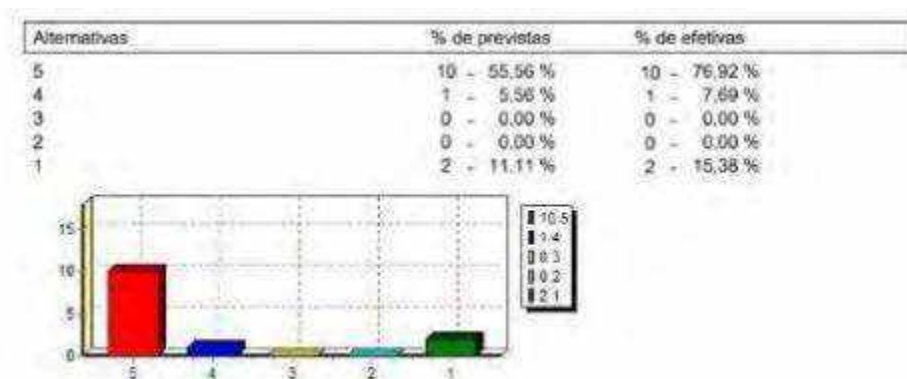 Alternativas % de previstas % de efetivas
5 10 - 55,56 % 10 - 76,92 %
4 1 - 5,56 % 1 - 7,69 %
3 0 - 0,00 % 0 - 0,00 %
2 0 - 0,00 % 0 - 0,00 %
1 2 - 11,11 % 2 - 15,38 %
15
10
5
0
5 4 3 2 1
10 5
1 4
0 3
0 2
2 1